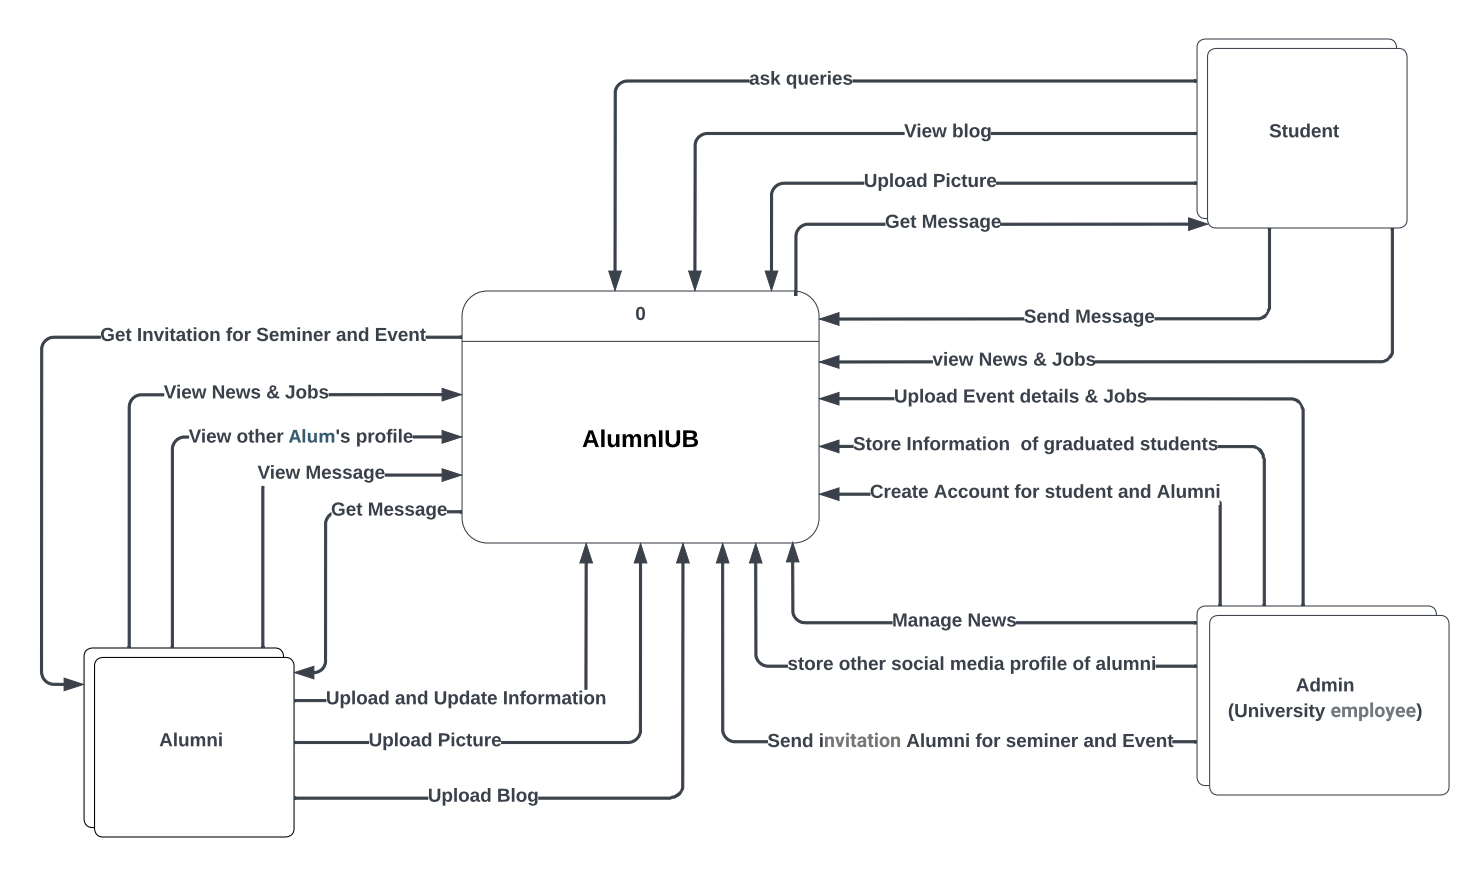 ask queries
Student
View blog
Upload Picture
Get Message
0
Send Message
Get Invitation for Seminer and Event
view News & Jobs
View News & Jobs
Upload Event details & Jobs
View other Alum's profile
AlumnIUB
Store Information of graduated students
View Message
Create Account for student and Alumni
Get Message
Manage News
store other social media profile of alumni
Admin
(University employee)
Upload and Update Information
Alumni
Upload Picture
Send invitation Alumni for seminer and Event
Upload Blog